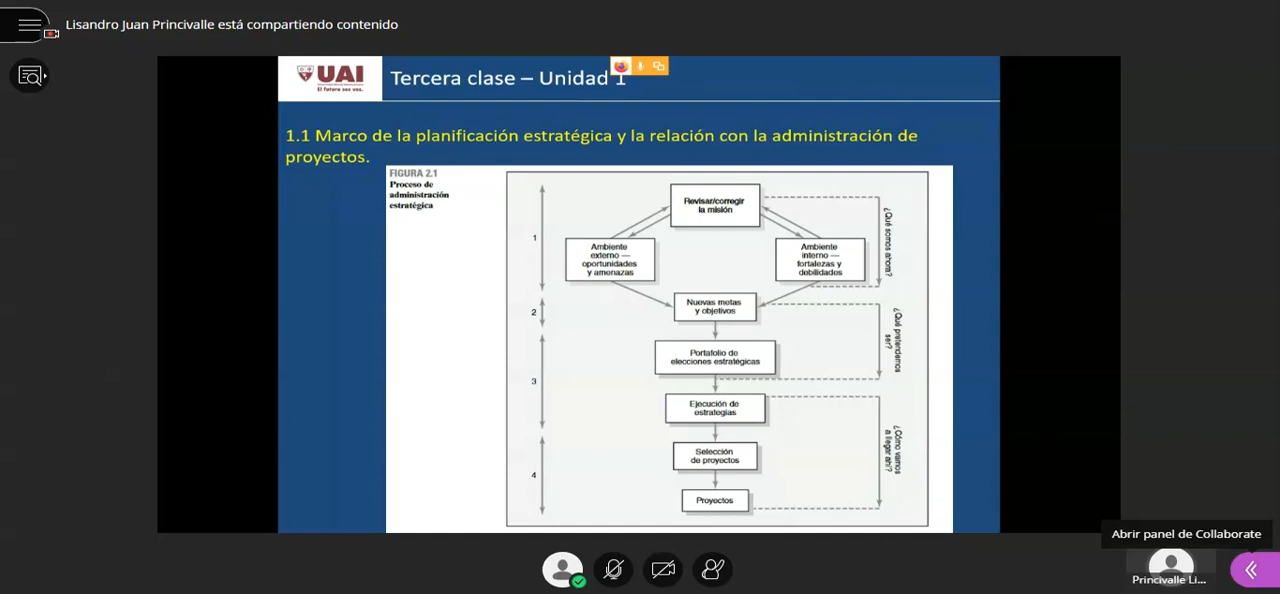 Lisandro Juan Princivalle está compartiendo contenido
UAI
El futuro sos vos.
Tercera clase – Unidad 1
1.1 Marco de la planificación estratégica y la relación con la administración de
proyectos.
FIGURA 2.1
Proceso de
administración
estratégica
Revisar/corregir
la misión
1
Ambiente
externo —
oportunidades
y amenazas
Ambiente
interno—
fortalezas y
debilidades
¿Qué somos ahora?
2
Nuevas metas
y objetivos
¿Qué pretendemos
ser?
3
Portafolio de
elecciones estratégicas
Ejecución de
estrategias
4
Selección
de proyectos
Proyectos
¿Cómo vamos
a llegar ahí?
Abrir panel de Collaborate
Princivalle Li...